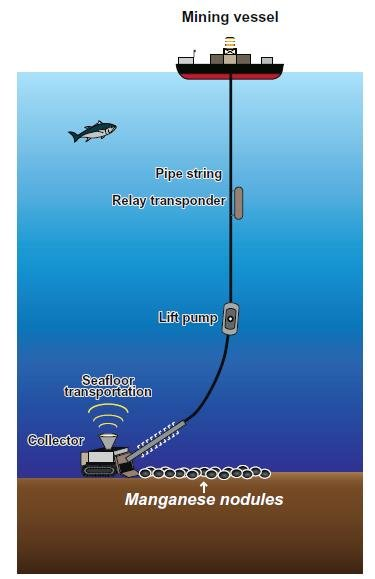 Mining vessel
Pipe string
Relay transponder
Lift pump
Seafloor
transportation
Collector
Manganese nodules